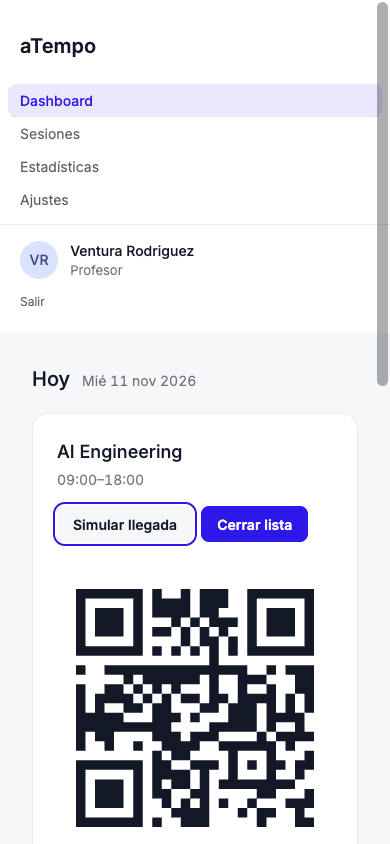 aTempo
Dashboard
Sesiones
Estadísticas
Ajustes
VR
Ventura Rodriguez
Profesor
Salir
Hoy Mié 11 nov 2026
AI Engineering
09:00–18:00
Simular llegada Cerrar lista